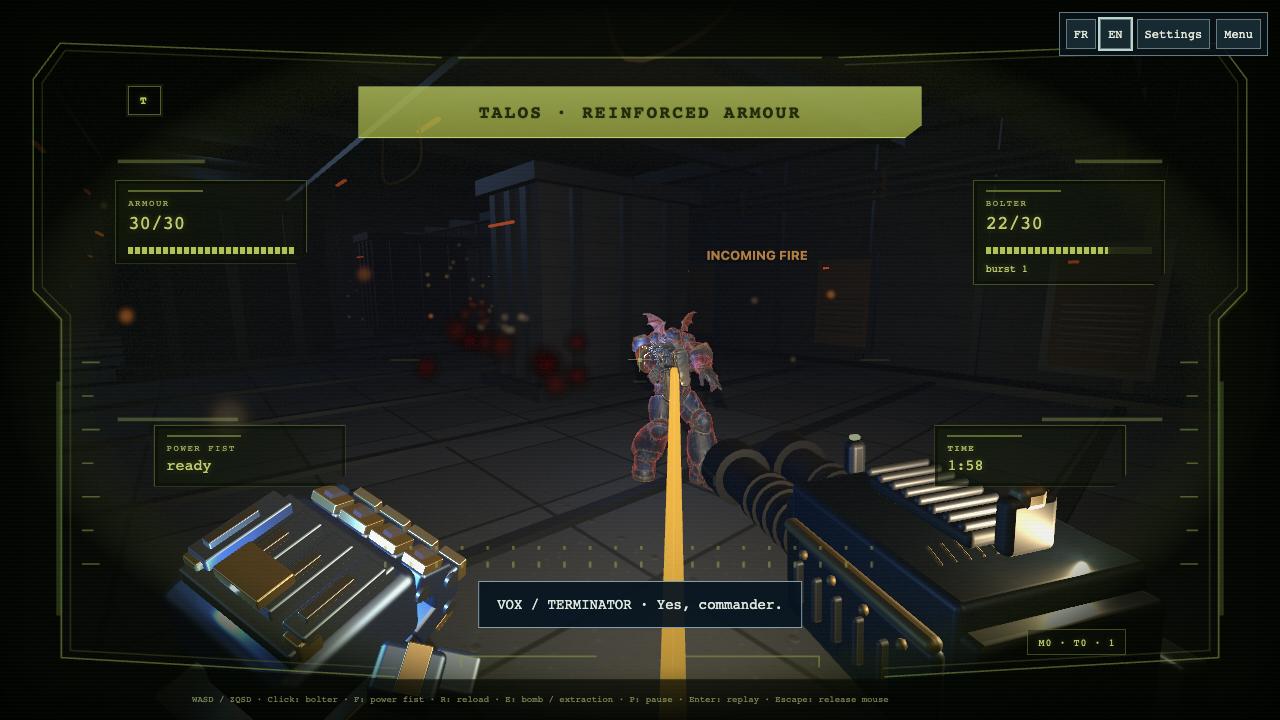 FR EN Settings Menu
T
TALOS · REINFORCED ARMOUR
ARMOUR
30/30
BOLTER
22/30
burst 1
INCOMING FIRE
POWER FIST
ready
TIME
1:58
VOX / TERMINATOR · Yes, commander.
M0 · T0 · 1
WASD / ZQSD · Click: bolter · F: power fist · R: reload · E: bomb / extraction · P: pause · Enter: replay · Escape: release mouse